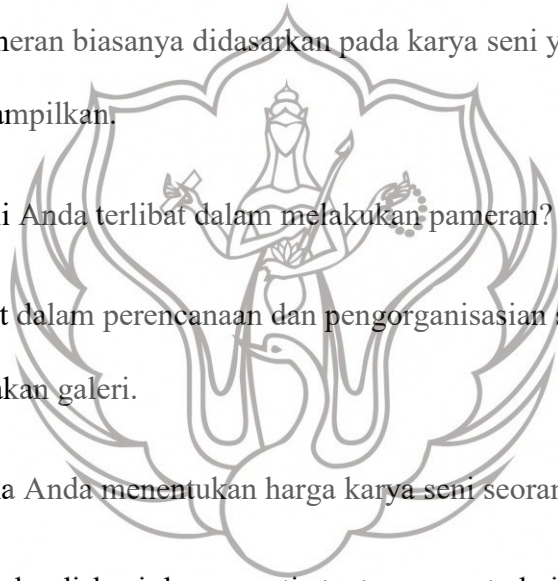 meran biasanya didasarkan pada karya seni y
ampilkan.
i Anda terlibat dalam melakukan pameran?
t dalam perencanaan dan pengorganisasian s
akan galeri.
a Anda menentukan harga karya seni seoran